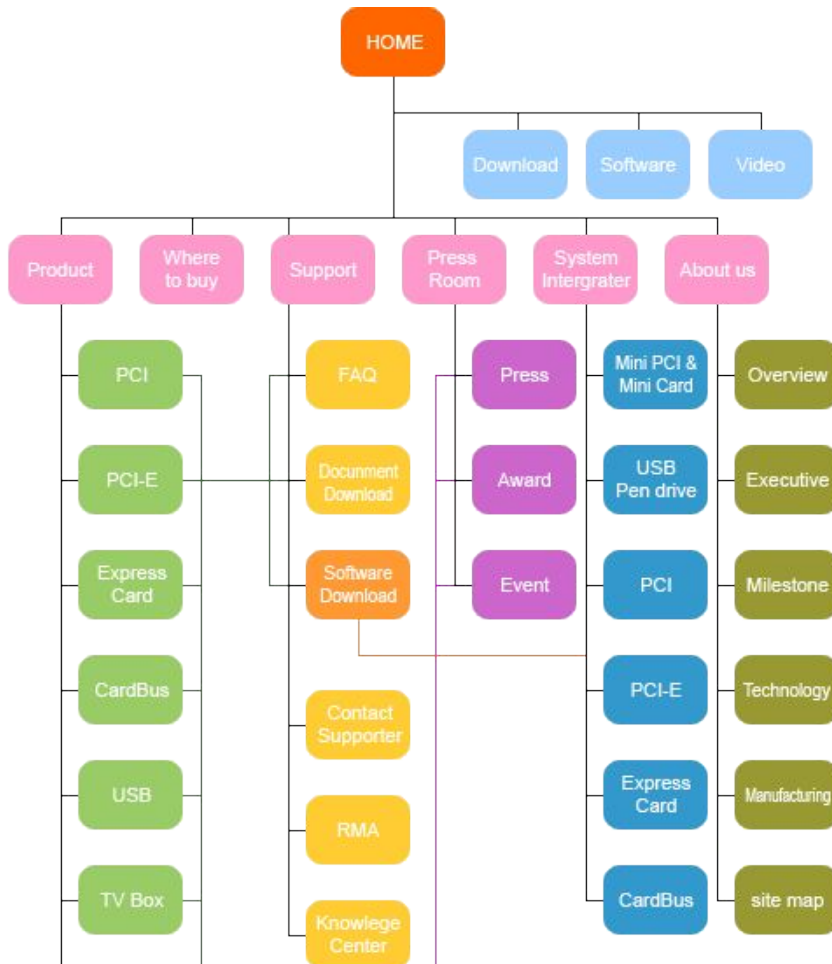 HOME
Download
Software
Video
Product
Where
to buy
Support
Press
Room
System
Intergrater
About us
PCI
FAQ
Press
Mini PCI &
Mini Card
Overview
PCI-E
Documment
Download
Award
USB
Pen drive
Executive
Express
Card
Software
Download
Event
PCI
Milestone
CardBus
Contact
Supporter
PCI-E
Technology
USB
RMA
Express
Card
Manufacturing
TV Box
Knowlege
Center
CardBus
site map